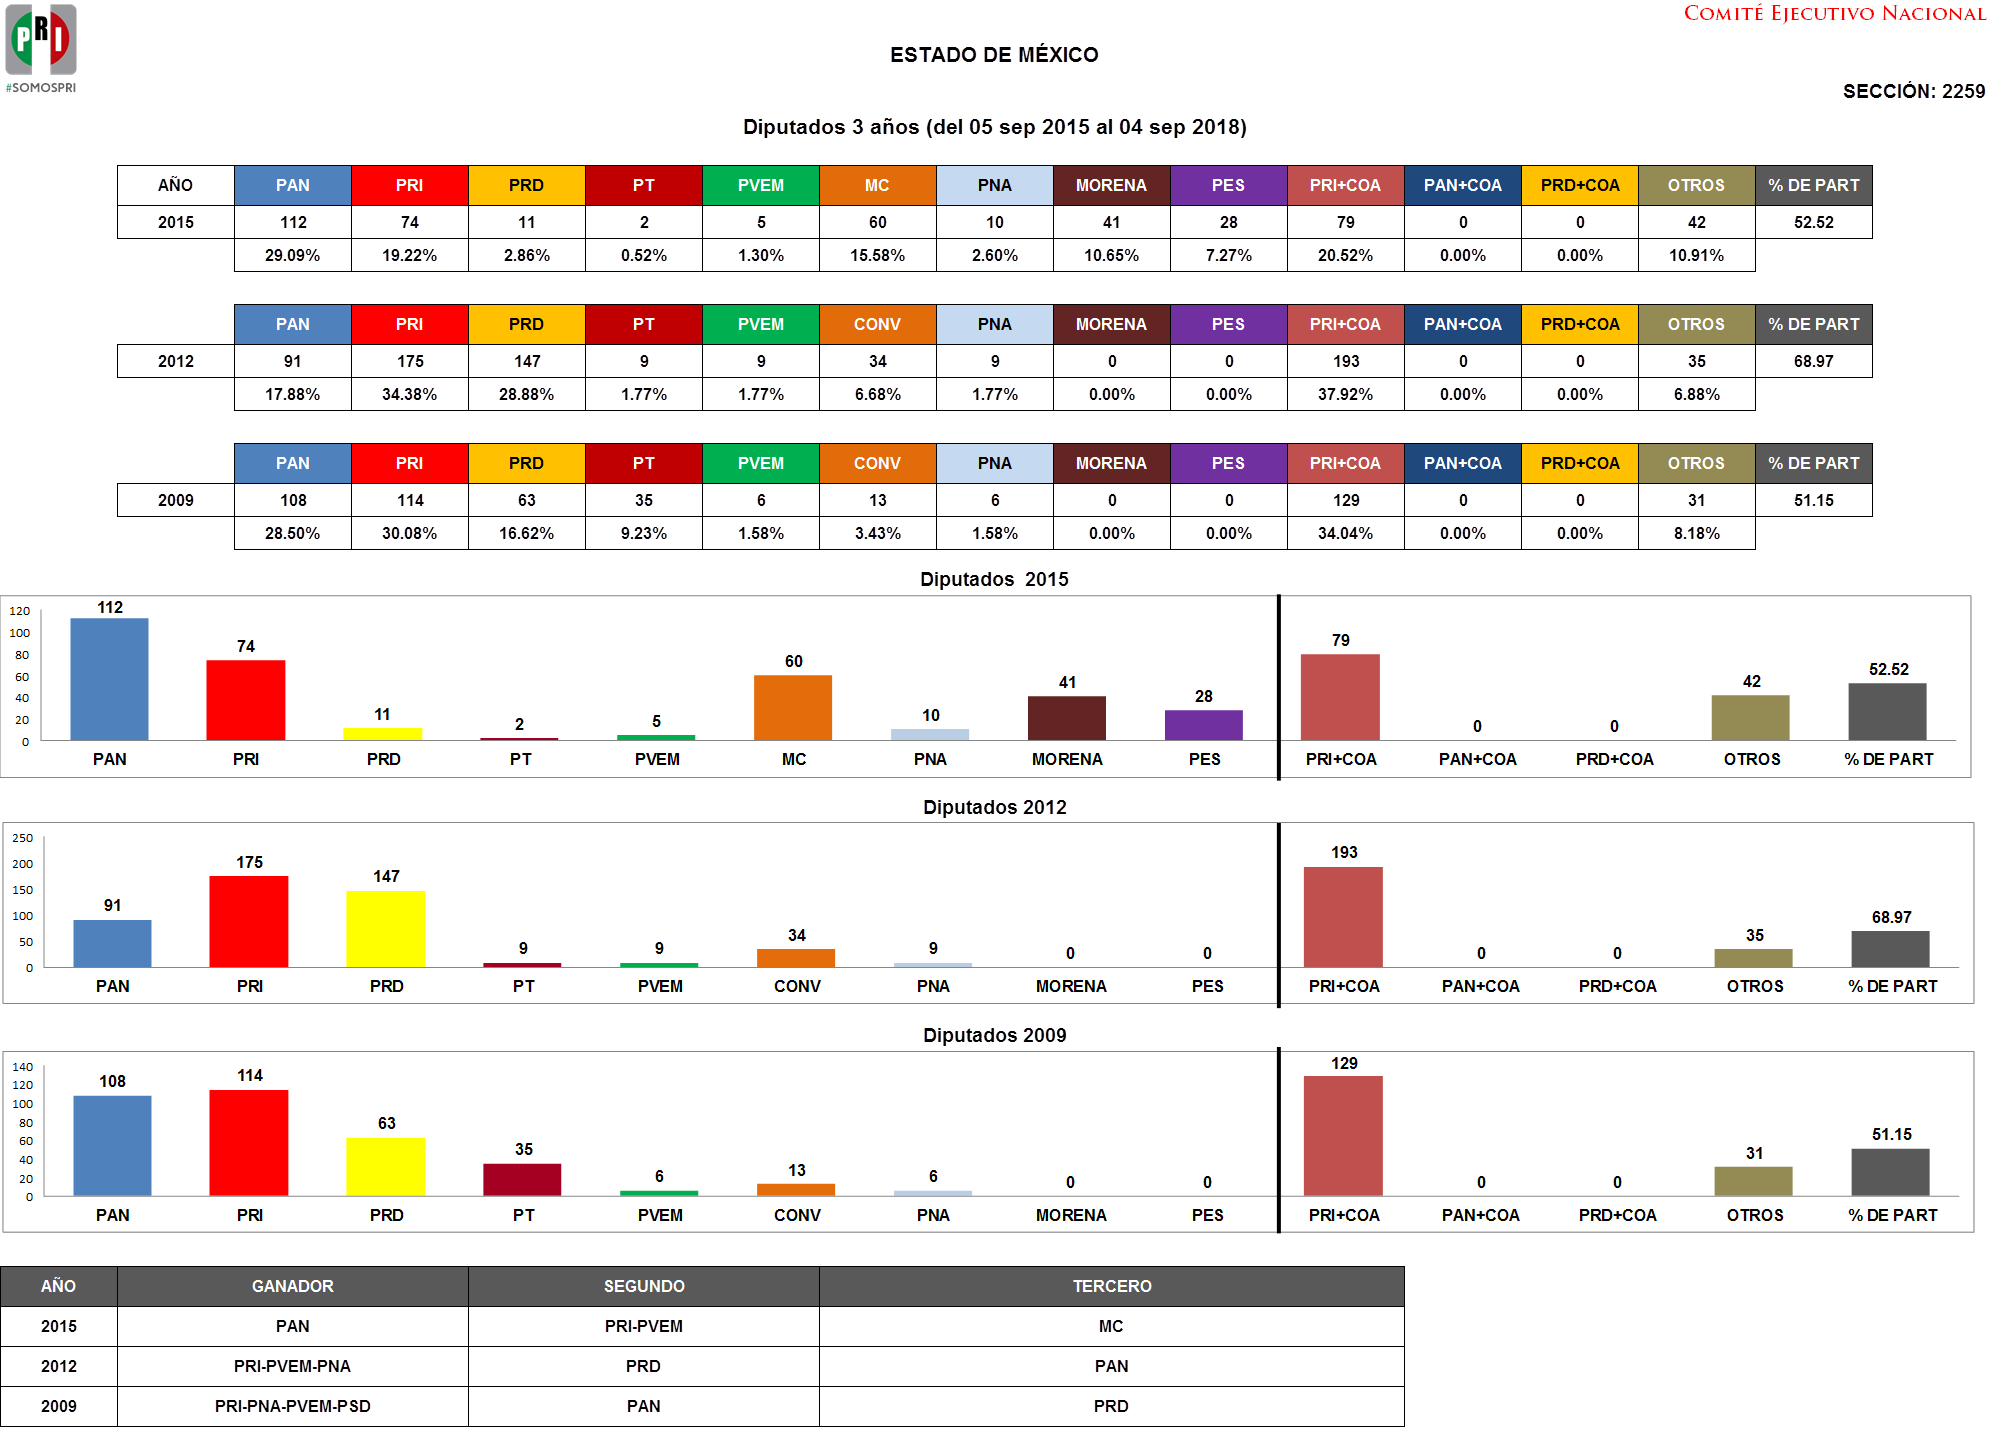 PRI
#SOMOSPRI
COMITÉ EJECUTIVO NACIONAL
ESTADO DE MÉXICO
SECCIÓN: 2259
Diputados 3 años (del 05 sep 2015 al 04 sep 2018)
AÑO PAN PRI PRD PT PVEM MC PNA MORENA PES PRI+COA PAN+COA PRD+COA OTROS % DE PART
2015 112 74 11 2 5 60 10 41 28 79 0 0 42 52.52
29.09% 19.22% 2.86% 0.52% 1.30% 15.58% 2.60% 10.65% 7.27% 20.52% 0.00% 0.00% 10.91%
PAN PRI PRD PT PVEM CONV PNA MORENA PES PRI+COA PAN+COA PRD+COA OTROS % DE PART
2012 91 175 147 9 9 34 9 0 0 193 0 0 35 68.97
17.88% 34.38% 28.88% 1.77% 1.77% 6.68% 1.77% 0.00% 0.00% 37.92% 0.00% 0.00% 6.88%
PAN PRI PRD PT PVEM CONV PNA MORENA PES PRI+COA PAN+COA PRD+COA OTROS % DE PART
2009 108 114 63 35 6 13 6 0 0 129 0 0 31 51.15
28.50% 30.08% 16.62% 9.23% 1.58% 3.43% 1.58% 0.00% 0.00% 34.04% 0.00% 0.00% 8.18%
Diputados 2015
120
100
80
60
40
20
0
112 74 11 2 5 60 10 41 28 79 0 0 42 52.52
PAN PRI PRD PT PVEM MC PNA MORENA PES PRI+COA PAN+COA PRD+COA OTROS % DE PART
Diputados 2012
250
200
150
100
50
0
91 175 147 9 9 34 9 0 0 193 0 0 35 68.97
PAN PRI PRD PT PVEM CONV PNA MORENA PES PRI+COA PAN+COA PRD+COA OTROS % DE PART
Diputados 2009
140
120
100
80
60
40
20
0
108 114 63 35 6 13 6 0 0 129 0 0 31 51.15
PAN PRI PRD PT PVEM CONV PNA MORENA PES PRI+COA PAN+COA PRD+COA OTROS % DE PART
AÑO GANADOR SEGUNDO TERCERO
2015 PAN PRI-PVEM MC
2012 PRI-PVEM-PNA PRD PAN
2009 PRI-PNA-PVEM-PSD PAN PRD